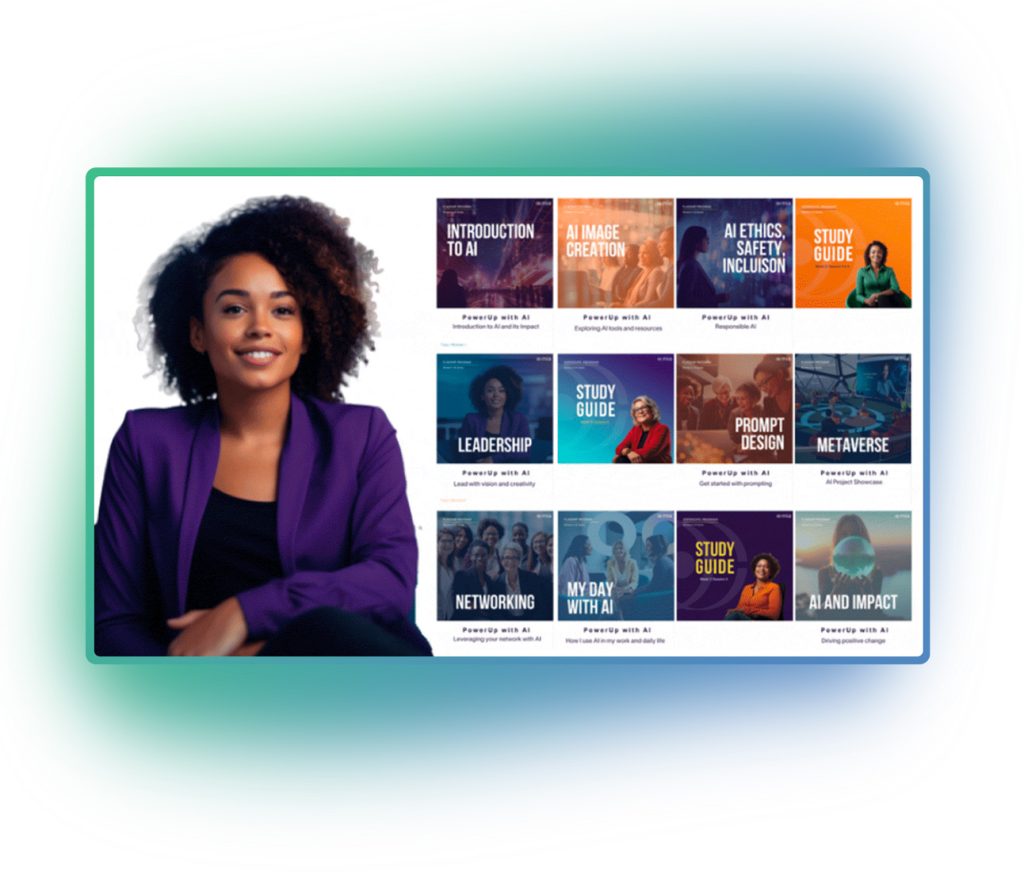 INTRODUCTION
TO AI
PowerUp with AI
Introduction to AI and its impact
AI IMAGE
CREATION
PowerUp with AI
Exploring AI tools and resources
AI ETHICS,
SAFETY,
INCLUISON
PowerUp with AI
Responsible AI
STUDY
GUIDE
LEADERSHIP
PowerUp with AI
Lead with vision and creativity
STUDY
GUIDE
PROMPT
DESIGN
PowerUp with AI
Get started with prompting
METAVERSE
PowerUp with AI
AI Project Showcase
NETWORKING
PowerUp with AI
Leveraging your network with AI
MY DAY
WITH AI
PowerUp with AI
How I use AI in my work and daily life
STUDY
GUIDE
AI AND IMPACT
PowerUp with AI
Driving positive change